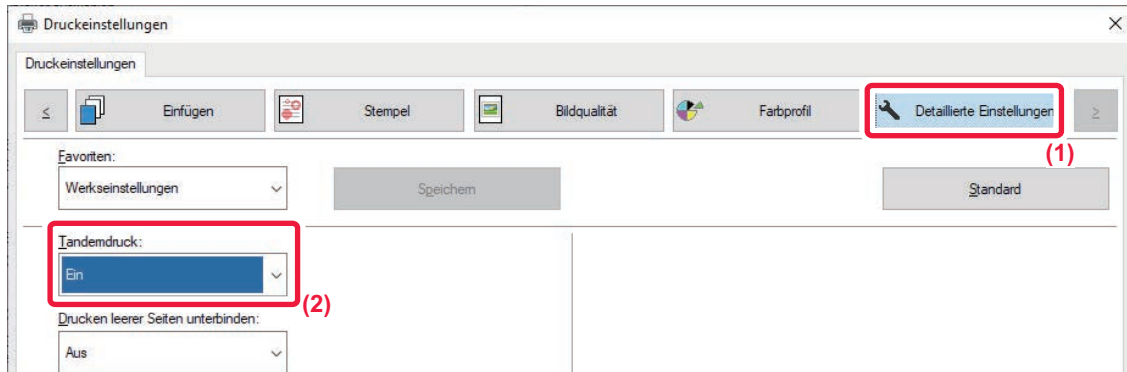 Druckeinstellungen
Druckeinstellungen
Einfügen Stempel Bildqualität Farbprofil Detaillierte Einstellungen
(1)
Favoriten:
Werkseinstellungen Speichern Standard
Tandemdruck:
Ein
(2)
Drucken leerer Seiten unterbinden:
Aus